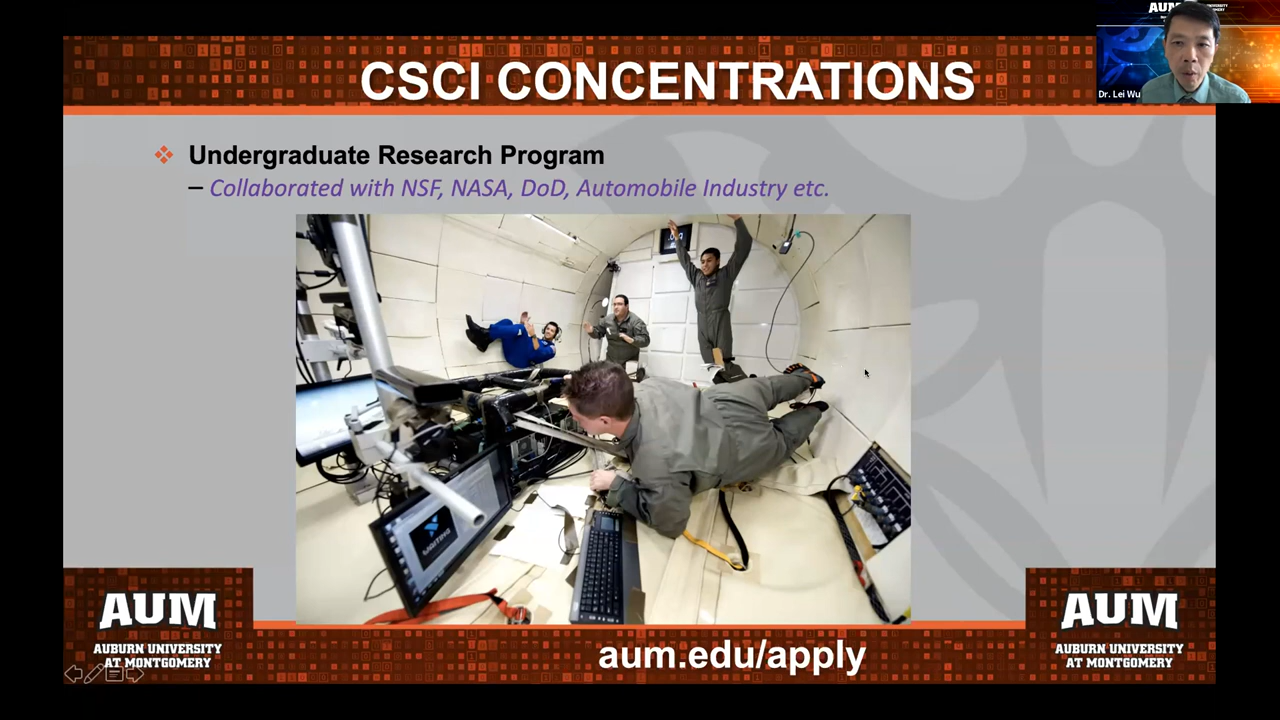 CSCI CONCENTRATIONS
AUM
Dr. Lei Wu
❖ Undergraduate Research Program
– Collaborated with NSF, NASA, DoD, Automobile Industry etc.
AUM
AUBURN UNIVERSITY
AT MONTGOMERY
aum.edu/apply
AUM
AUBURN UNIVERSITY
AT MONTGOMERY